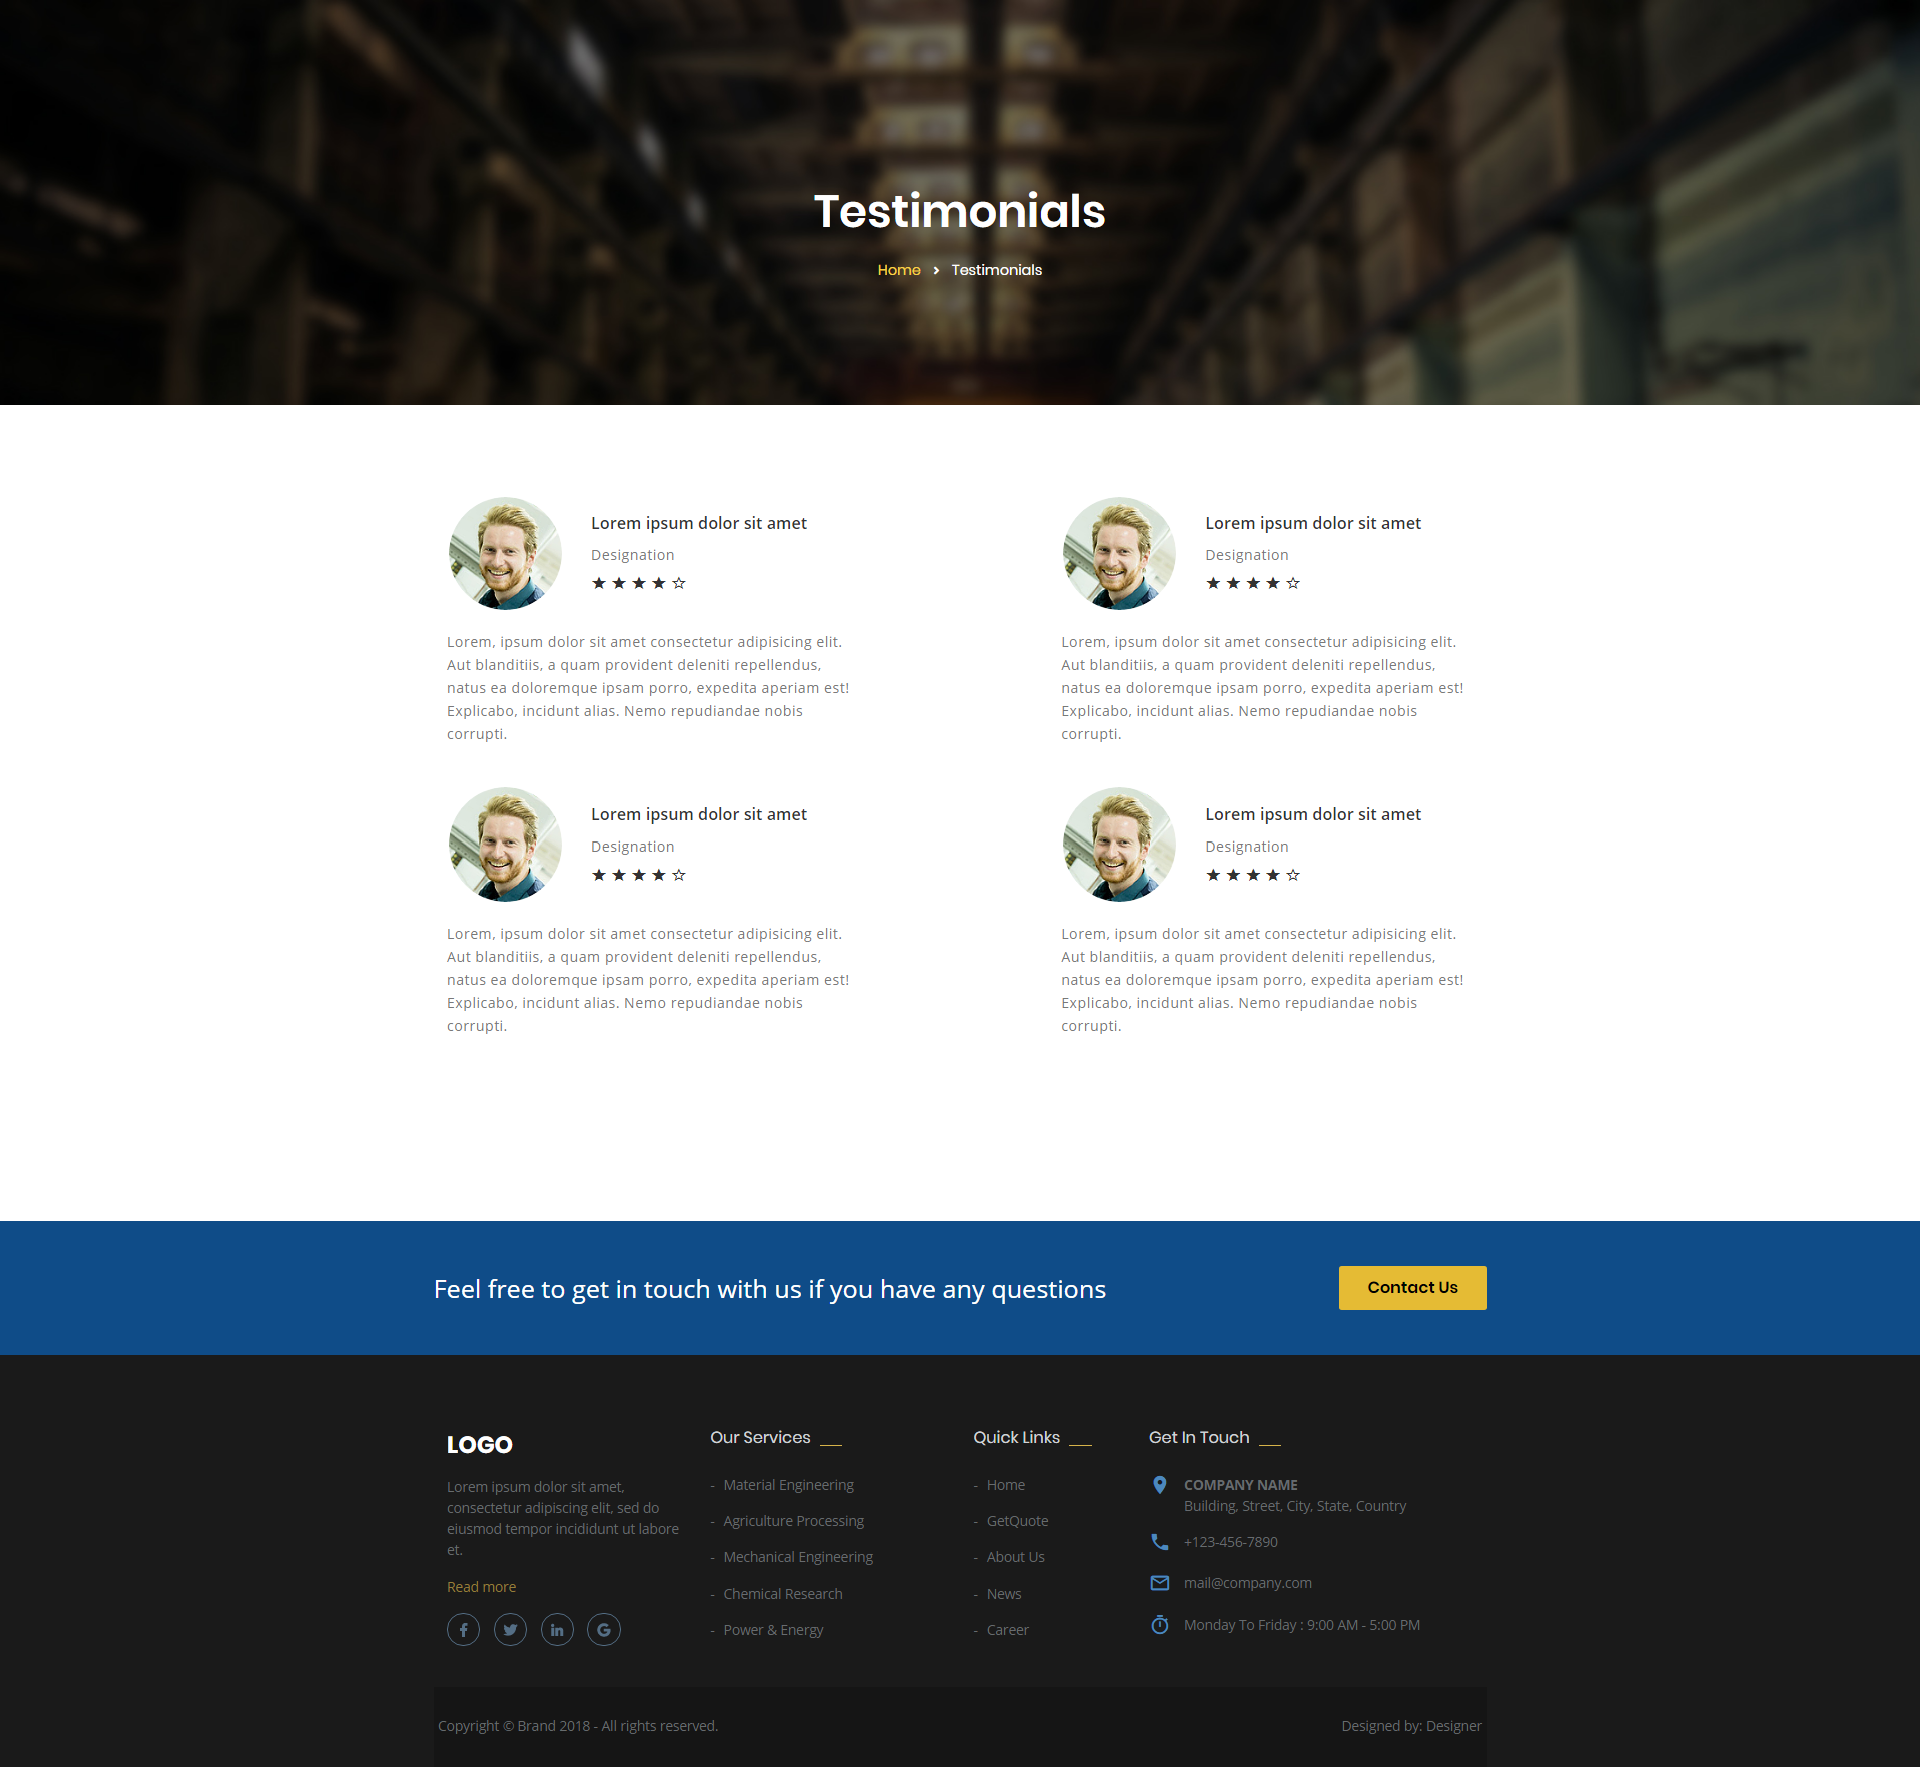 Testimonials
Home > Testimonials
Lorem ipsum dolor sit amet
Designation
Lorem, ipsum dolor sit amet consectetur adipisicing elit.
Aut blanditiis, a quam provident deleniti repellendus,
natus ea doloremque ipsam porro, expedita aperiam est!
Explicabo, incidunt alias. Nemo repudiandae nobis
corrupti.
Lorem ipsum dolor sit amet
Designation
Lorem, ipsum dolor sit amet consectetur adipisicing elit.
Aut blanditiis, a quam provident deleniti repellendus,
natus ea doloremque ipsam porro, expedita aperiam est!
Explicabo, incidunt alias. Nemo repudiandae nobis
corrupti.
Lorem ipsum dolor sit amet
Designation
Lorem, ipsum dolor sit amet consectetur adipisicing elit.
Aut blanditiis, a quam provident deleniti repellendus,
natus ea doloremque ipsam porro, expedita aperiam est!
Explicabo, incidunt alias. Nemo repudiandae nobis
corrupti.
Lorem ipsum dolor sit amet
Designation
Lorem, ipsum dolor sit amet consectetur adipisicing elit.
Aut blanditiis, a quam provident deleniti repellendus,
natus ea doloremque ipsam porro, expedita aperiam est!
Explicabo, incidunt alias. Nemo repudiandae nobis
corrupti.
Feel free to get in touch with us if you have any questions
Contact Us
LOGO
Lorem ipsum dolor sit amet,
consectetur adipiscing elit, sed do
eiusmod tempor incididunt ut labore
et.
Read more
Our Services
- Material Engineering
- Agriculture Processing
- Mechanical Engineering
- Chemical Research
- Power & Energy
Quick Links
- Home
- GetQuote
- About Us
- News
- Career
Get In Touch
COMPANY NAME
Building, Street, City, State, Country
+123-456-7890
mail@company.com
Monday To Friday : 9:00 AM - 5:00 PM
Copyright © Brand 2018 - All rights reserved.
Designed by: Designer